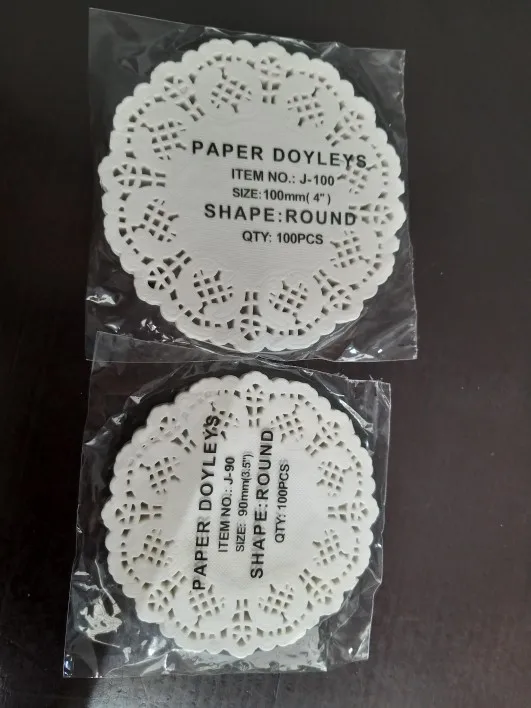 PAPER DOYLEYS
ITEM NO.: J-100
SIZE:100mm( 4" )
SHAPE:ROUND
QTY: 100PCS
PAPER DOYLEYS
ITEM NO.: J-90
SIZE: 90mm(3.5")
SHAPE:ROUND
QTY: 100PCS